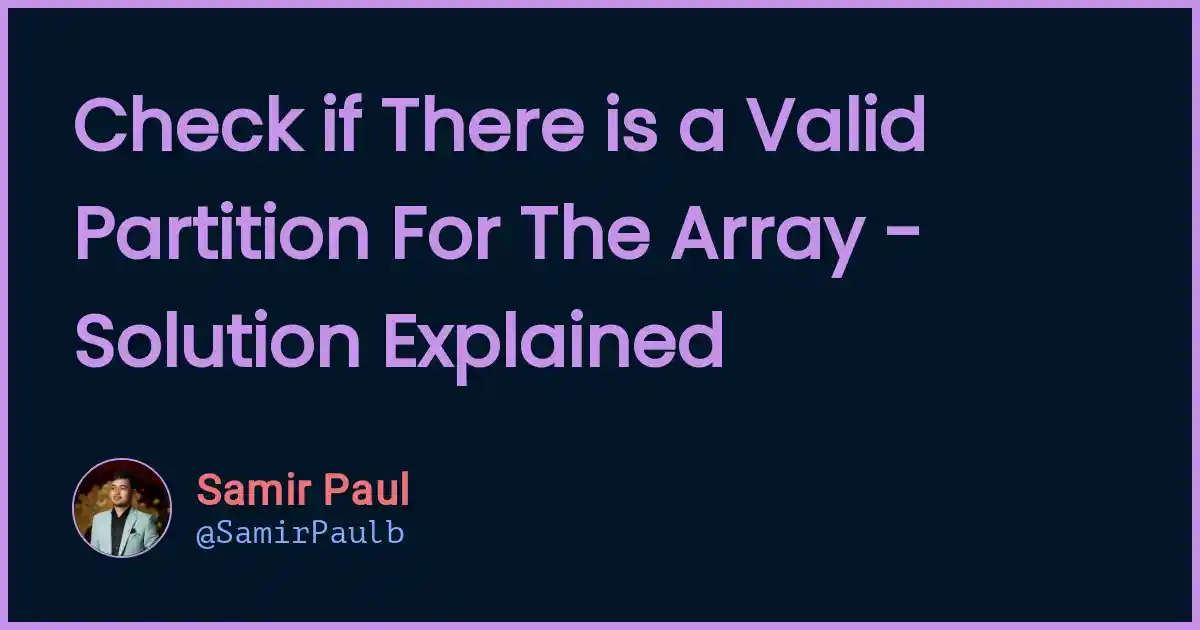 Check if There is a Valid
Partition For The Array -
Solution Explained
Samir Paul
@SamirPaulb